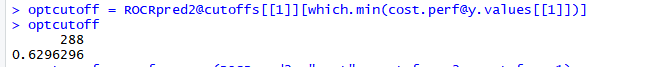 > optcutoff = ROCRpred2@cutoffs[[1]][which.min(cost.perf@y.values[[1]])]
> optcutoff
288
0.6296296